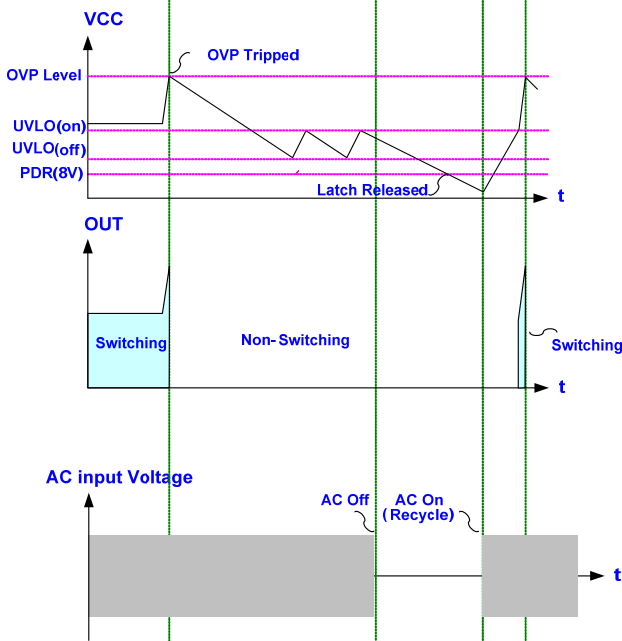 VCC
OVP Tripped
OVP Level
UVLO(on)
UVLO(off)
PDR(8V)
Latch Released
t
OUT
Switching
Non-Switching
Switching
t
AC input Voltage
AC Off
AC On
(Recycle)
t